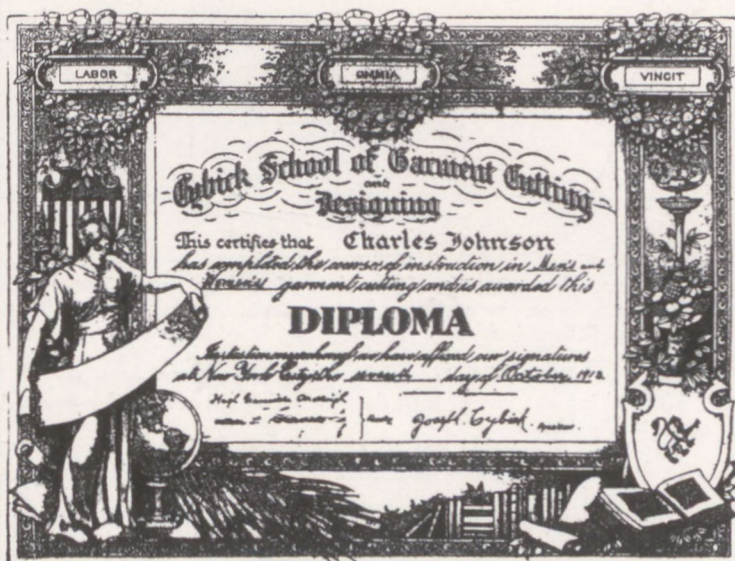 LABOR
OMNIA
VINCIT
Cybick School of Garment Cutting
and
Designing
This certifies that Charles Johnson
has completed the course of instruction in Men's and
Women's garment cutting and is awarded this
DIPLOMA
In testimony whereof we have affixed our signatures
at New York City this seventh day of October 191
Joseph Cybick